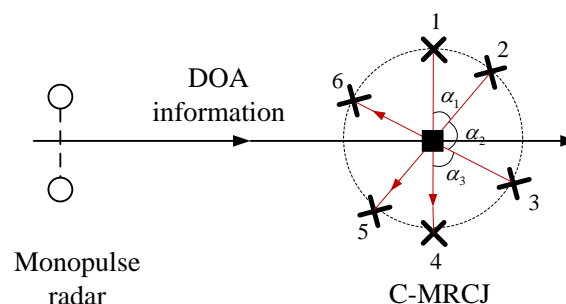 1
2
6
DOA
information
α₁
α₂
α₃
3
5
4
Monopulse
radar
C-MRCJ